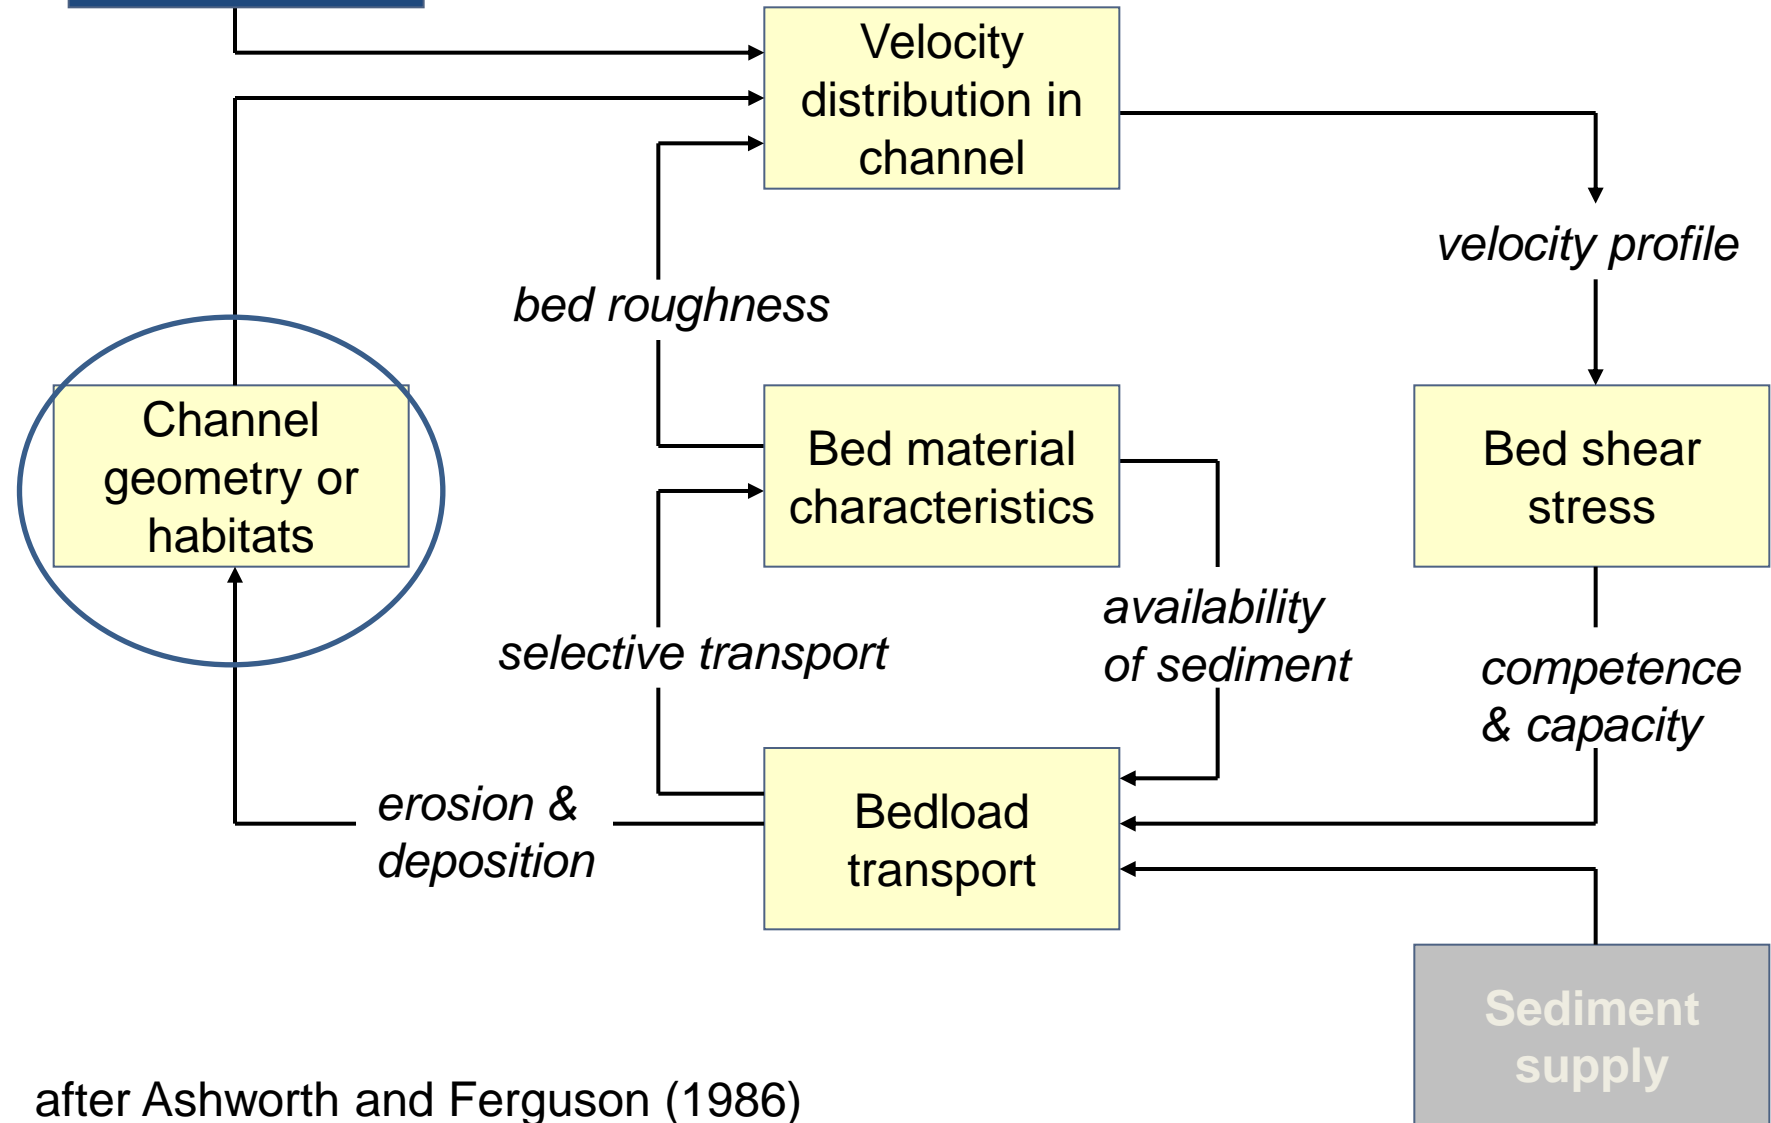 Velocity
distribution in
channel
velocity profile
bed roughness
Channel
geometry or
habitats
Bed material
characteristics
Bed shear
stress
availability
of sediment
selective transport
competence
& capacity
erosion &
deposition
Bedload
transport
Sediment
supply
after Ashworth and Ferguson (1986)